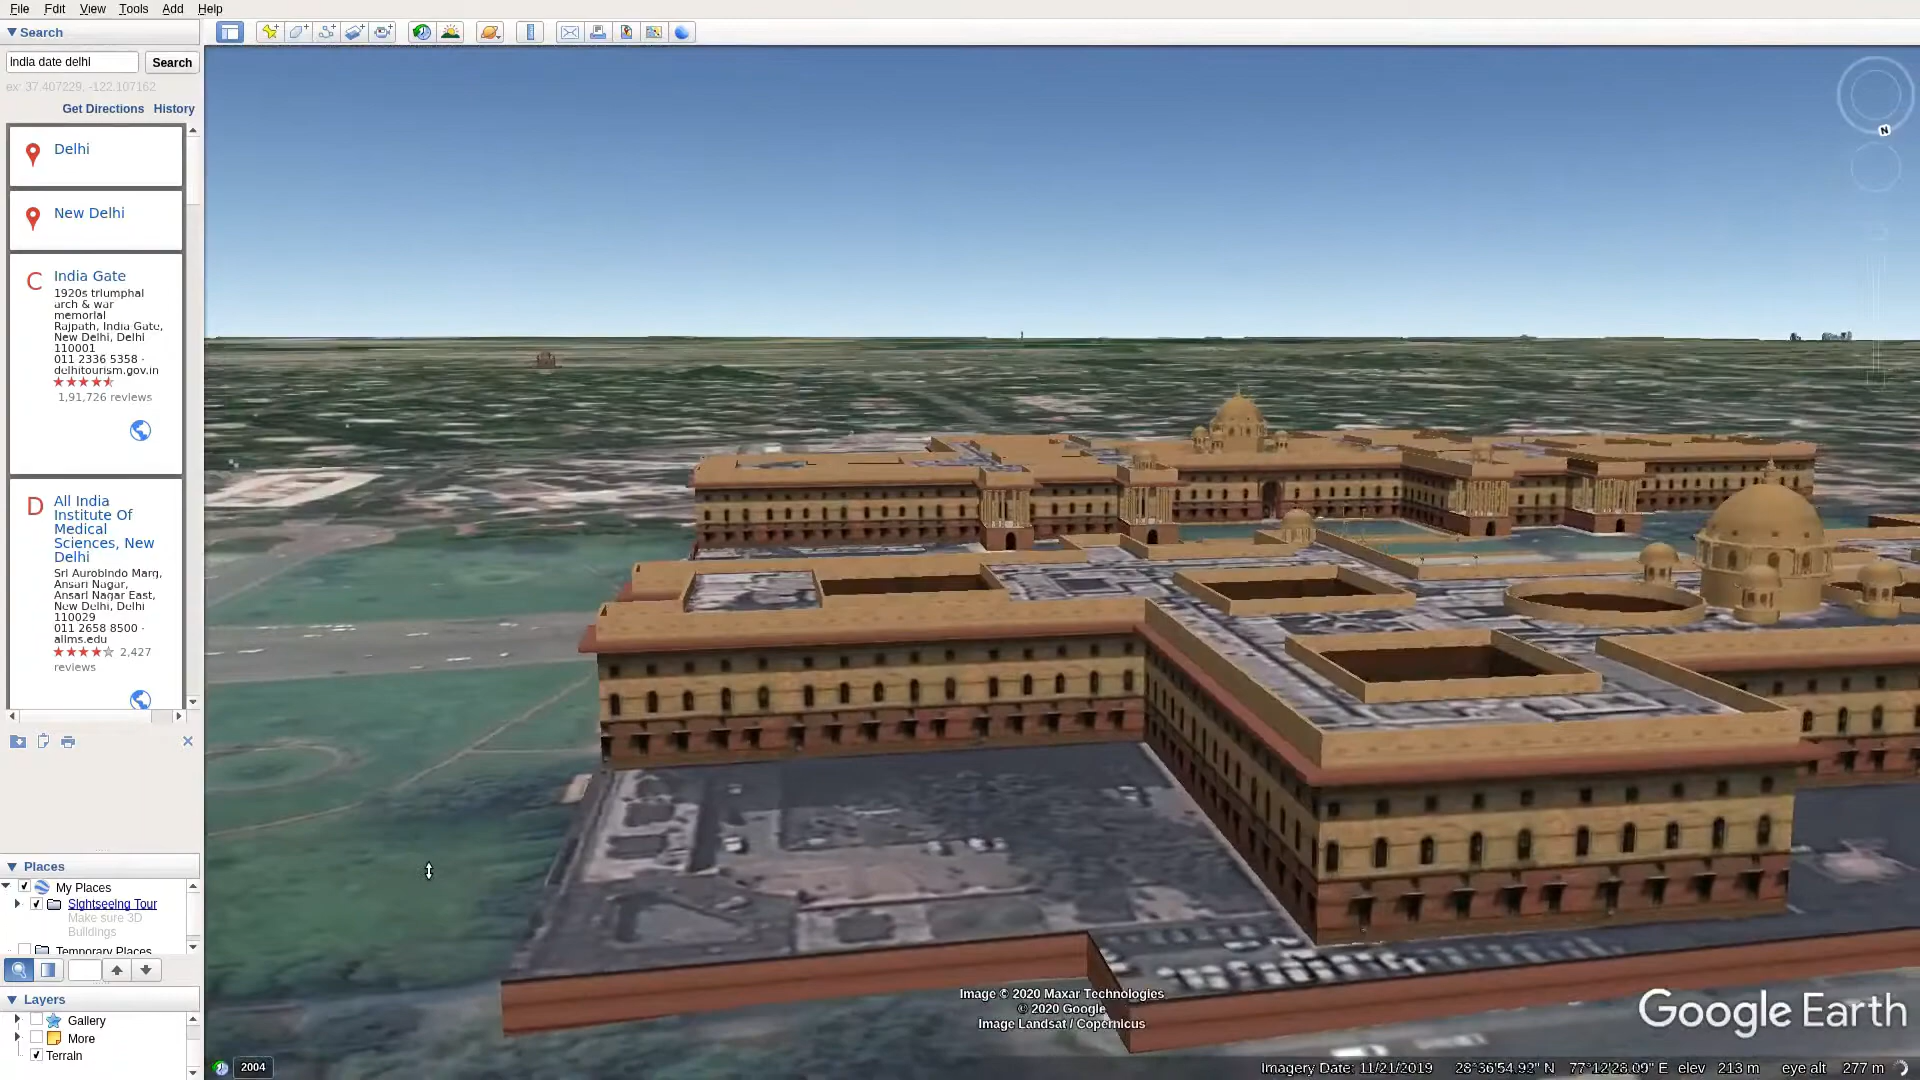 File Edit View Tools Add Help
Search
india date delhi Search
ex: 37.407229, -122.107162
Get Directions History
Delhi
New Delhi
C India Gate
1920s triumphal
arch & war
memorial
Rajpath, India Gate,
New Delhi, Delhi
110001
011 2336 5358 ·
delhitourism.gov.in
1,91,726 reviews
D All India
Institute Of
Medical
Sciences, New
Delhi
Sri Aurobindo Marg,
Ansari Nagar,
Ansari Nagar East,
New Delhi, Delhi
110029
011 2658 8500 ·
aiims.edu
2,427
reviews
Places
My Places
Sightseeing Tour
Make sure 3D
Buildings
Temporary Places
Layers
Gallery
More
Terrain
N
Image © 2020 Maxar Technologies
© 2020 Google
Image Landsat / Copernicus
Google Earth
2004
Imagery Date: 11/21/2019 28°36'54.92" N 77°12'28.09" E elev 213 m eye alt 277 m